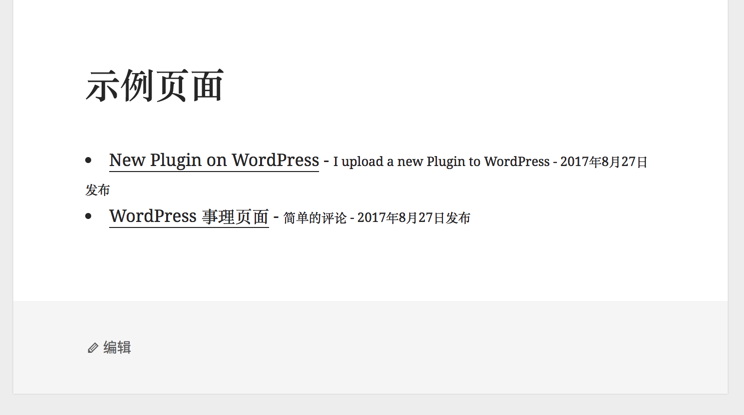 示例页面
New Plugin on WordPress - I upload a new Plugin to WordPress - 2017年8月27日
发布
WordPress 事理页面 - 简单的评论 - 2017年8月27日发布
编辑